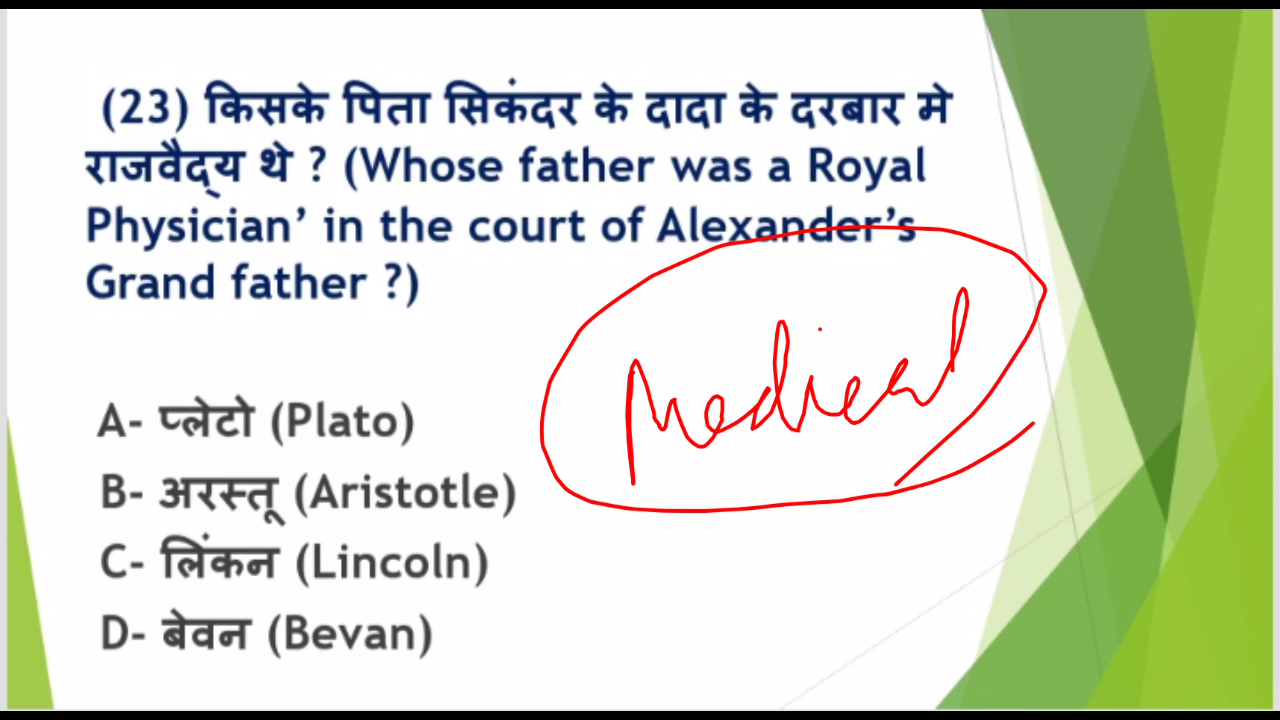 (23) किसके पिता सिकंदर के दादा के दरबार मे
राजवैद्य थे ? (Whose father was a Royal
Physician’ in the court of Alexander’s
Grand father ?)
Medical
A- प्लेटो (Plato)
B- अरस्तू (Aristotle)
C- लिंकन (Lincoln)
D- बेवन (Bevan)